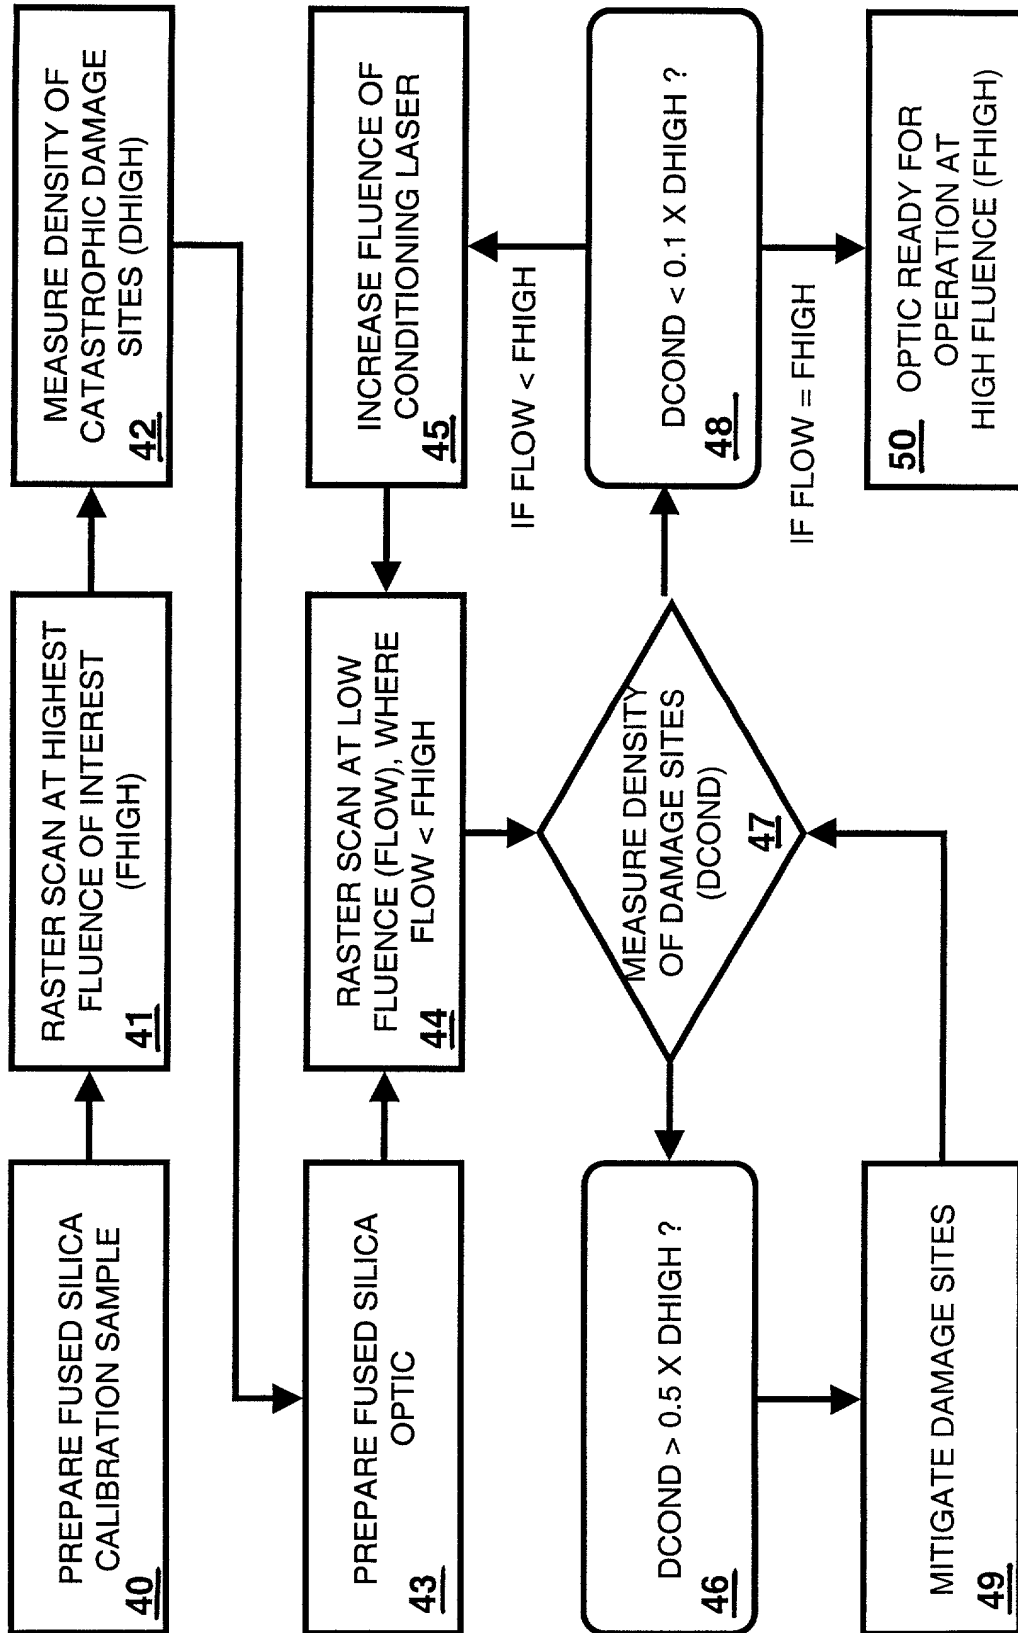 PREPARE FUSED SILICA
CALIBRATION SAMPLE
40
RASTER SCAN AT HIGHEST
FLUENCE OF INTEREST
(FHIGH)
41
MEASURE DENSITY OF
CATASTROPHIC DAMAGE
SITES (DHIGH)
42
PREPARE FUSED SILICA
OPTIC
43
RASTER SCAN AT LOW
FLUENCE (FLOW), WHERE
FLOW < FHIGH
44
INCREASE FLUENCE OF
CONDITIONING LASER
45
IF FLOW < FHIGH
DCOND > 0.5 X DHIGH ?
46
MEASURE DENSITY
OF DAMAGE SITES
(DCOND)
47
DCOND < 0.1 X DHIGH ?
48
IF FLOW = FHIGH
MITIGATE DAMAGE SITES
49
50 OPTIC READY FOR
OPERATION AT
HIGH FLUENCE (FHIGH)